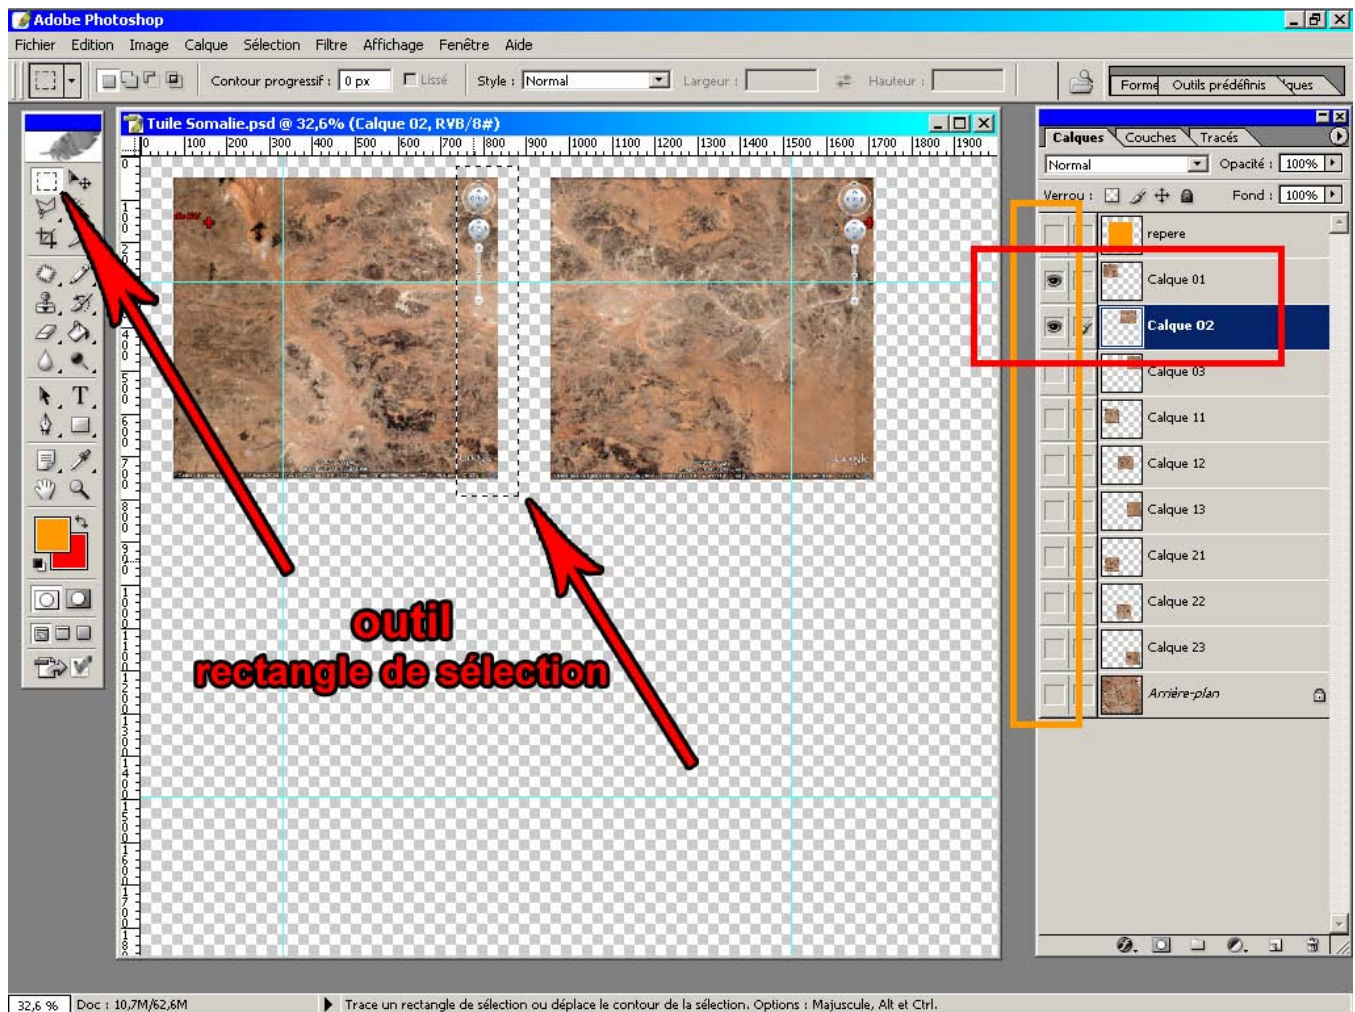 Adobe Photoshop
Fichier Edition Image Calque Sélection Filtre Affichage Fenêtre Aide
Contour progressif : 0 px Lissé Style : Normal Largeur : Hauteur :
Outils prédéfinis
Tuile Somalie.psd @ 32,6% (Calque 02, RVB/8#)
0 100 200 300 400 500 600 700 800 900 1000 1100 1200 1300 1400 1500 1600 1700 1800 1900
Calques Couches Tracés
Normal Opacité : 100%
Verrou : Fond : 100%
repere
Calque 01
Calque 02
Calque 03
Calque 11
Calque 12
Calque 13
Calque 21
Calque 22
Calque 23
Arrière-plan
outil
rectangle de sélection
32,6 % Doc : 10,7M/62,6M Trace un rectangle de sélection ou déplace le contour de la sélection. Options : Majuscule, Alt et Ctrl.